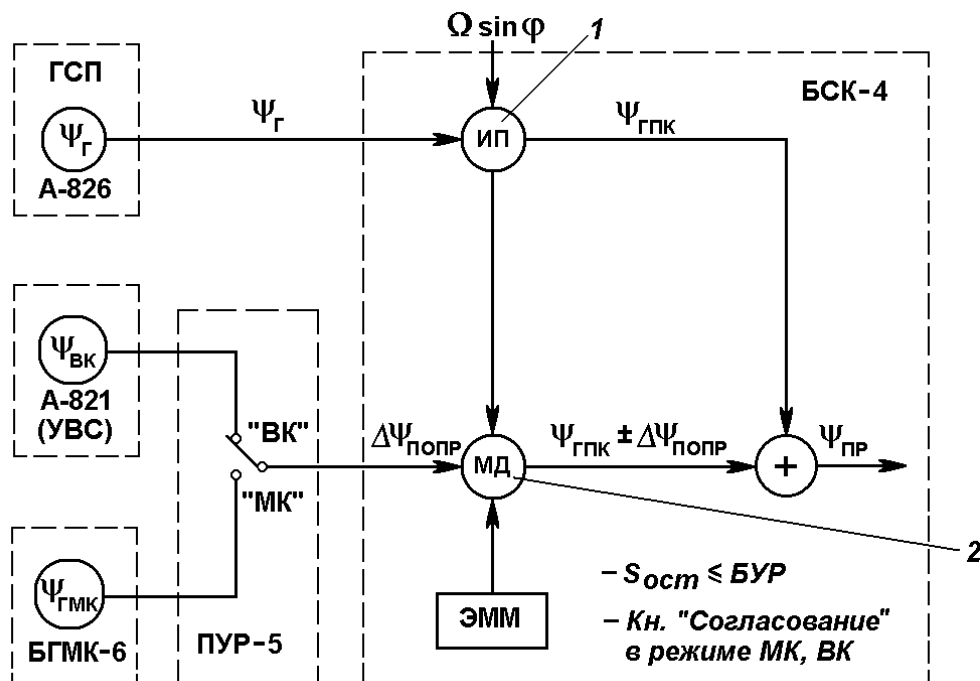 Ω sin φ
1
ГСП
Ψг
А-826
Ψг
ИП
ΨГПК
БСК-4
ΨВК
А-821
(УВС)
"ВК"
"МК"
ΔΨПОПР
МД
ΨГПК ± ΔΨПОПР
+
ΨПР
2
ΨГМК
БГМК-6
ПУР-5
ЭММ
– Sост ≤ БУР
– Кн. "Согласование"
в режиме МК, ВК